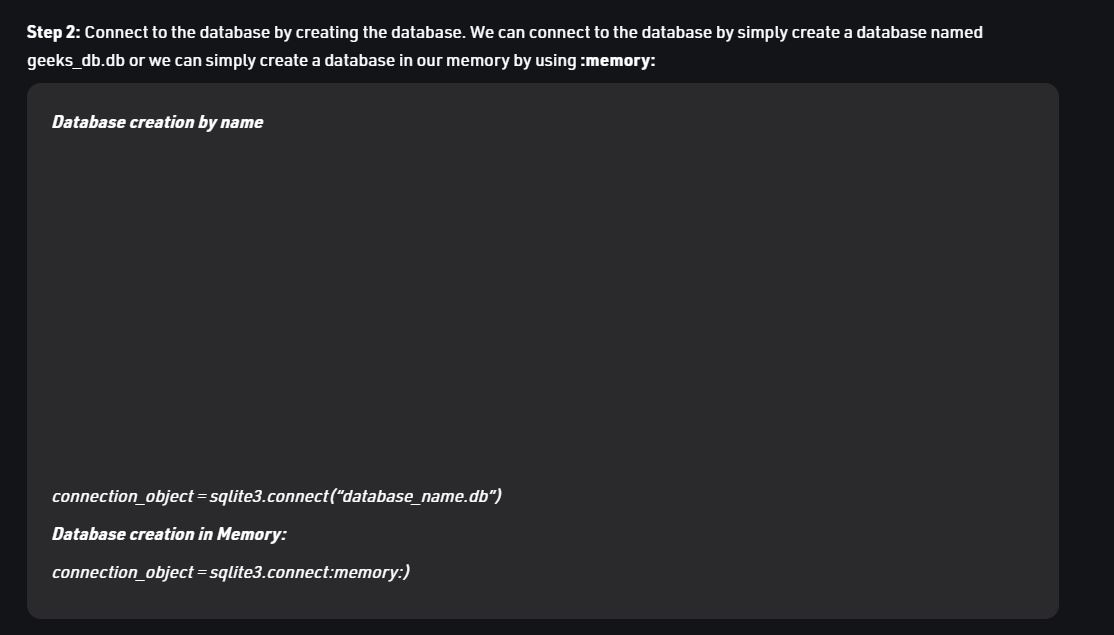 Step 2: Connect to the database by creating the database. We can connect to the database by simply create a database named
geeks_db.db or we can simply create a database in our memory by using :memory:
Database creation by name
connection_object = sqlite3.connect(“database_name.db”)
Database creation in Memory:
connection_object = sqlite3.connect:memory:)